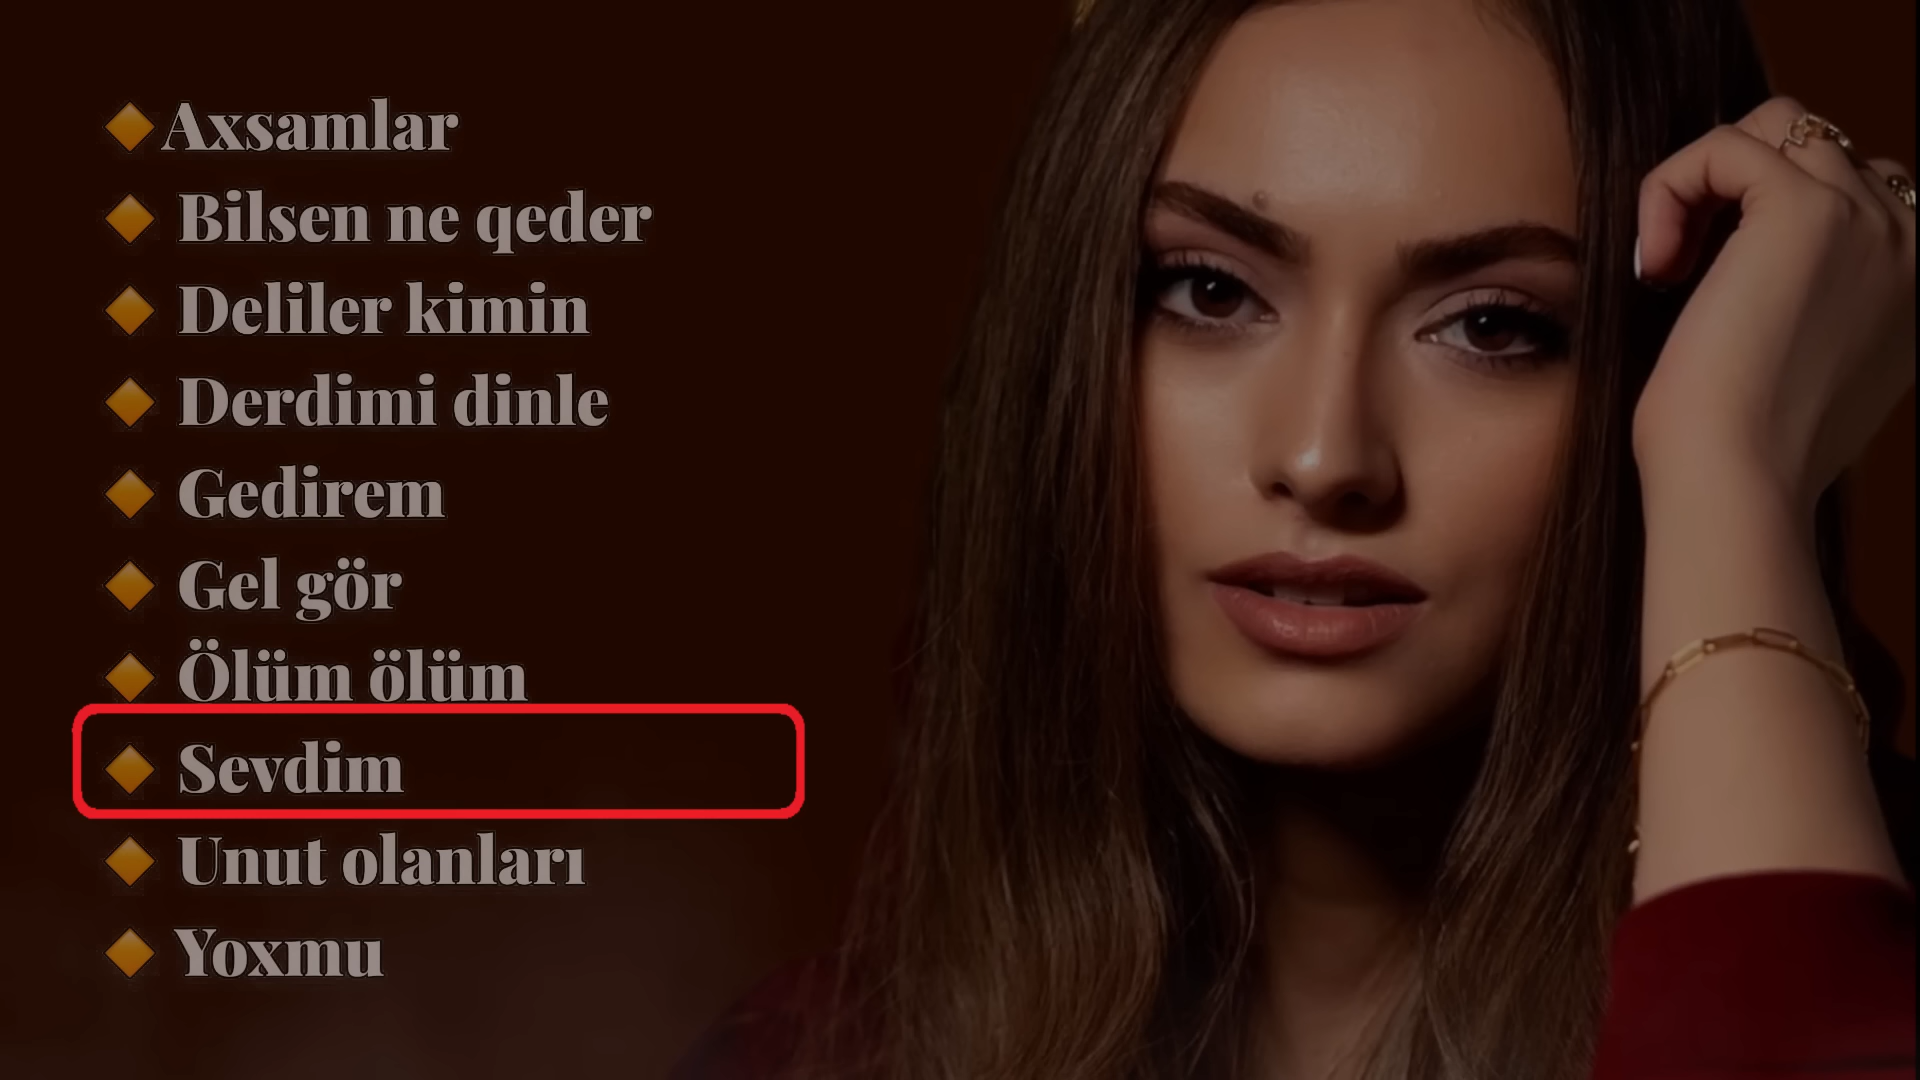 Axsamlar
Bilsen ne qeder
Deliler kimin
Derdimi dinle
Gedirem
Gel gör
Ölüm ölüm
Sevdim
Unut olanları
Yoxmu